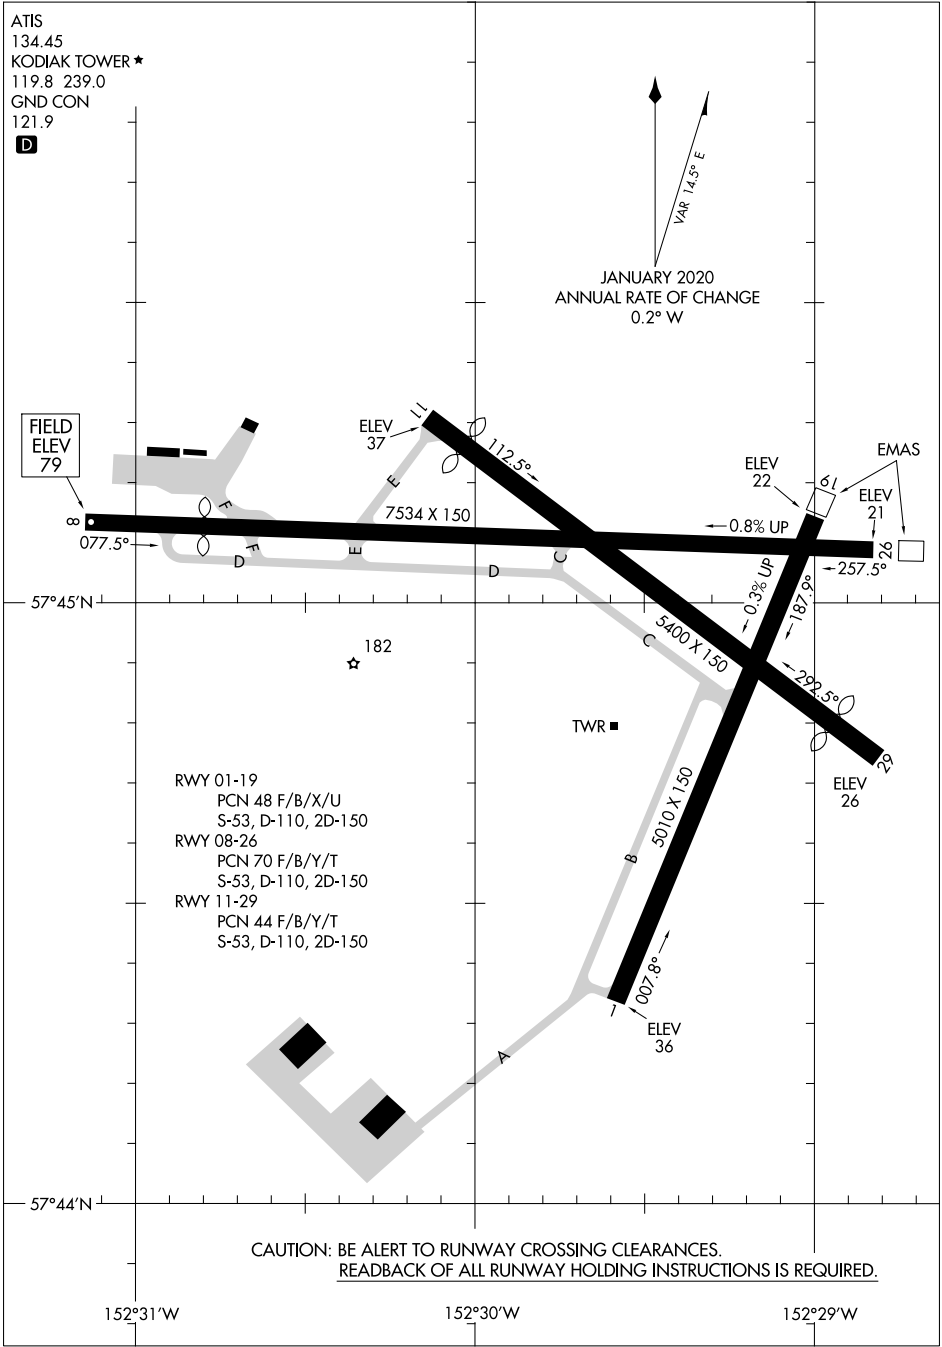 ATIS
134.45
KODIAK TOWER ★
119.8 239.0
GND CON
121.9
D
VAR 14.5° E
JANUARY 2020
ANNUAL RATE OF CHANGE
0.2° W
FIELD
ELEV
79
ELEV
37
11
112.5°
ELEV
22
19
EMAS
ELEV
21
8
077.5°
7534 X 150
0.8% UP
26
257.5°
F
F
E
E
D
D
C
C
0.3% UP
187.9°
57°45'N
182
5400 X 150
292.5°
29
ELEV
26
TWR
5010 X 150
B
RWY 01-19
PCN 48 F/B/X/U
S-53, D-110, 2D-150
RWY 08-26
PCN 70 F/B/Y/T
S-53, D-110, 2D-150
RWY 11-29
PCN 44 F/B/Y/T
S-53, D-110, 2D-150
007.8°
1
ELEV
36
A
57°44'N
CAUTION: BE ALERT TO RUNWAY CROSSING CLEARANCES.
READBACK OF ALL RUNWAY HOLDING INSTRUCTIONS IS REQUIRED.
152°31'W
152°30'W
152°29'W